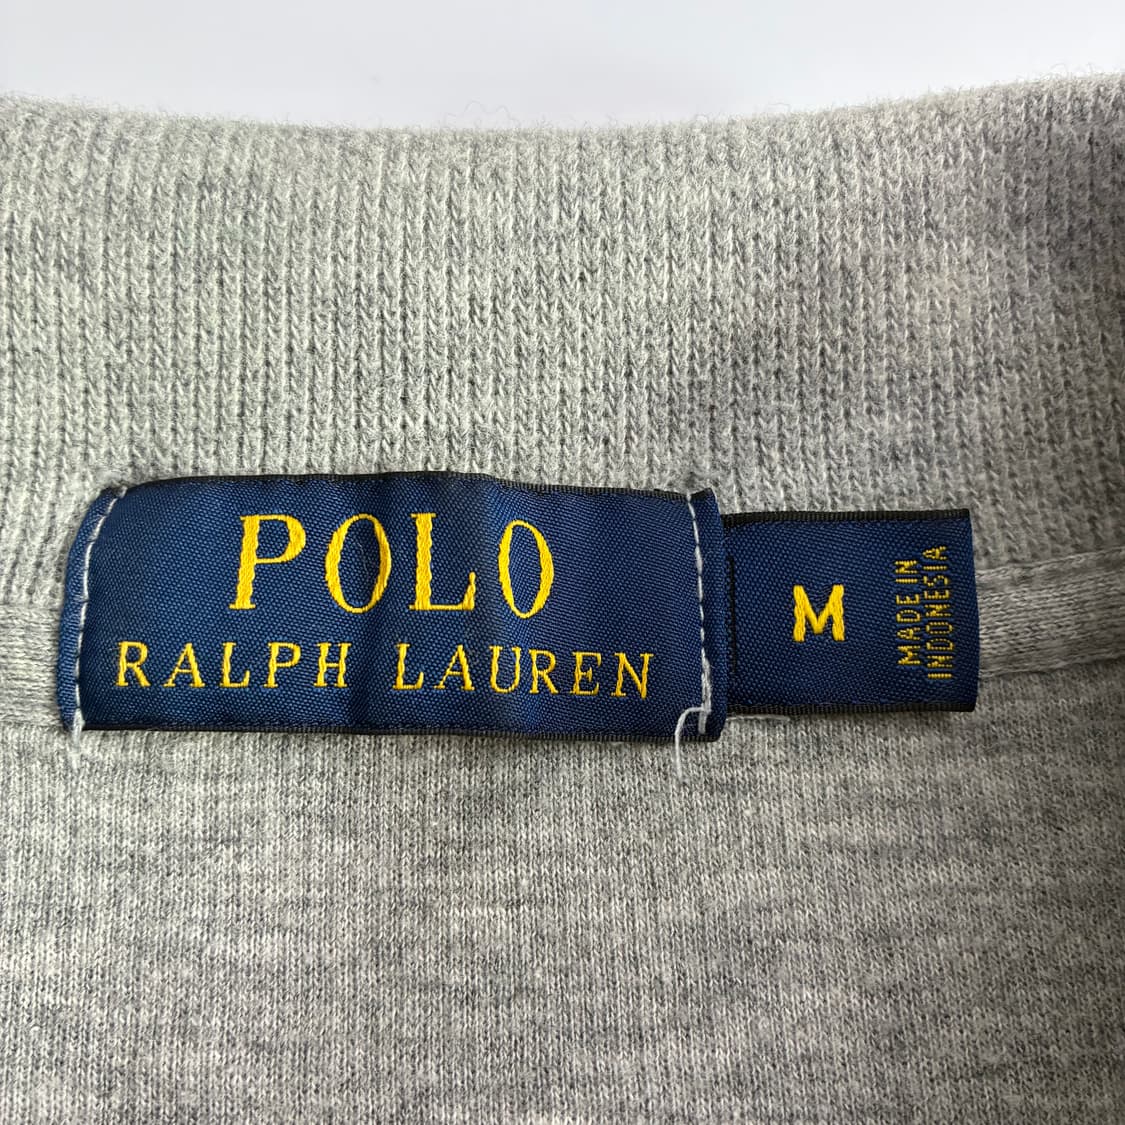 POLO
RALPH LAUREN
M
MADE IN
INDONESIA